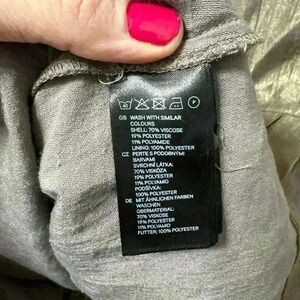 GB WASH WITH SIMILAR
COLOURS
SHELL: 70% VISCOSE
19% POLYESTER
11% POLYAMIDE
LINING: 100% POLYESTER
CZ PERTE S PODOBNÝMI
BARVAMI
SVRCHNÍ LÁTKA:
70% VISKÓZA
19% POLYESTER
11% POLYAMID
PODŠÍVKA:
100% POLYESTER
DE MIT ÄHNLICHEN FARBEN
WASCHEN
OBERMATERIAL:
70% VISKOSE
19% POLYESTER
11% POLYAMID
FUTTER: 100% POLYESTER